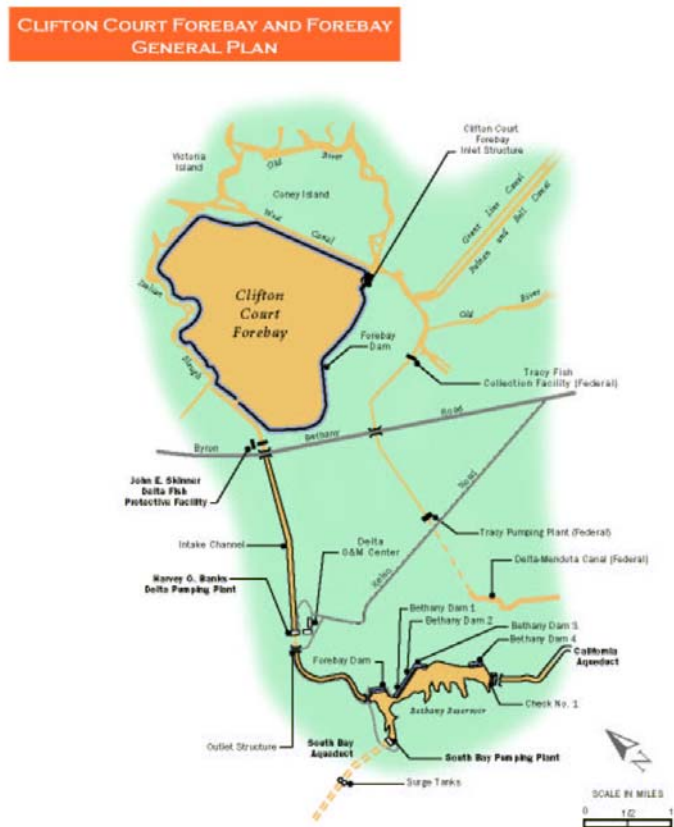 CLIFTON COURT FOREBAY AND FOREBAY
GENERAL PLAN
Clifton Court
Forebay
Inlet Structure
Victoria
Island
Old
River
Coney Island
West
Canal
Grant Line Canal
Fabian and Bell Canal
Italian
Slough
Clifton
Court
Forebay
Old
River
Forebay
Dam
Tracy Fish
Collection Facility (Federal)
Byron
Bethany
Road
John E. Skinner
Delta Fish
Protective Facility
Road
Intake Channel
Delta
O&M Center
Tracy Pumping Plant (Federal)
Kelso
Delta-Mendota Canal (Federal)
Harvey O. Banks
Delta Pumping Plant
Bethany Dam 1
Bethany Dam 2
Bethany Dam 3
Bethany Dam 4
Forebay Dam
California
Aqueduct
Bethany Reservoir
Check No. 1
Outlet Structure
South Bay
Aqueduct
South Bay Pumping Plant
Surge Tanks
N
SCALE IN MILES
0 1/2 1